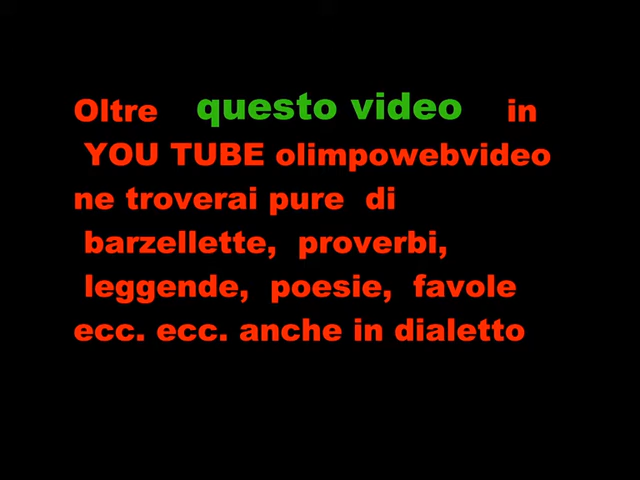 Oltre questo video in
YOU TUBE olimpowebvideo
ne troverai pure di
barzellette, proverbi,
leggende, poesie, favole
ecc. ecc. anche in dialetto